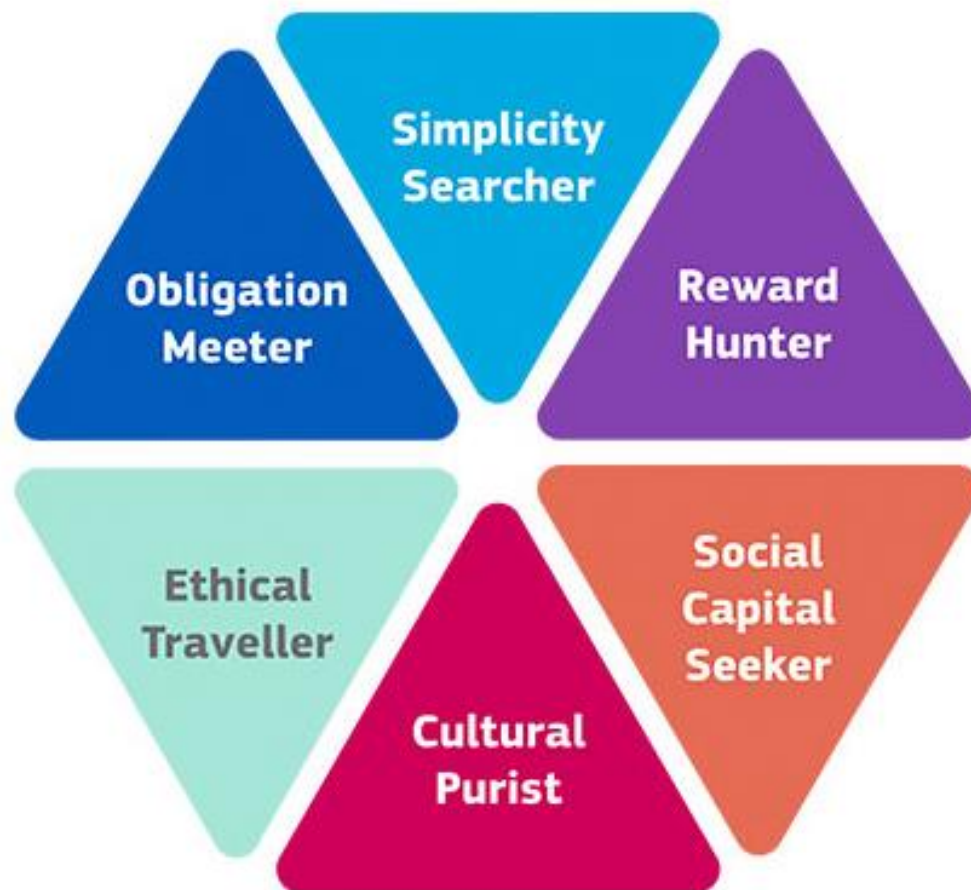 Simplicity
Searcher
Obligation
Meeter
Reward
Hunter
Ethical
Traveller
Social
Capital
Seeker
Cultural
Purist